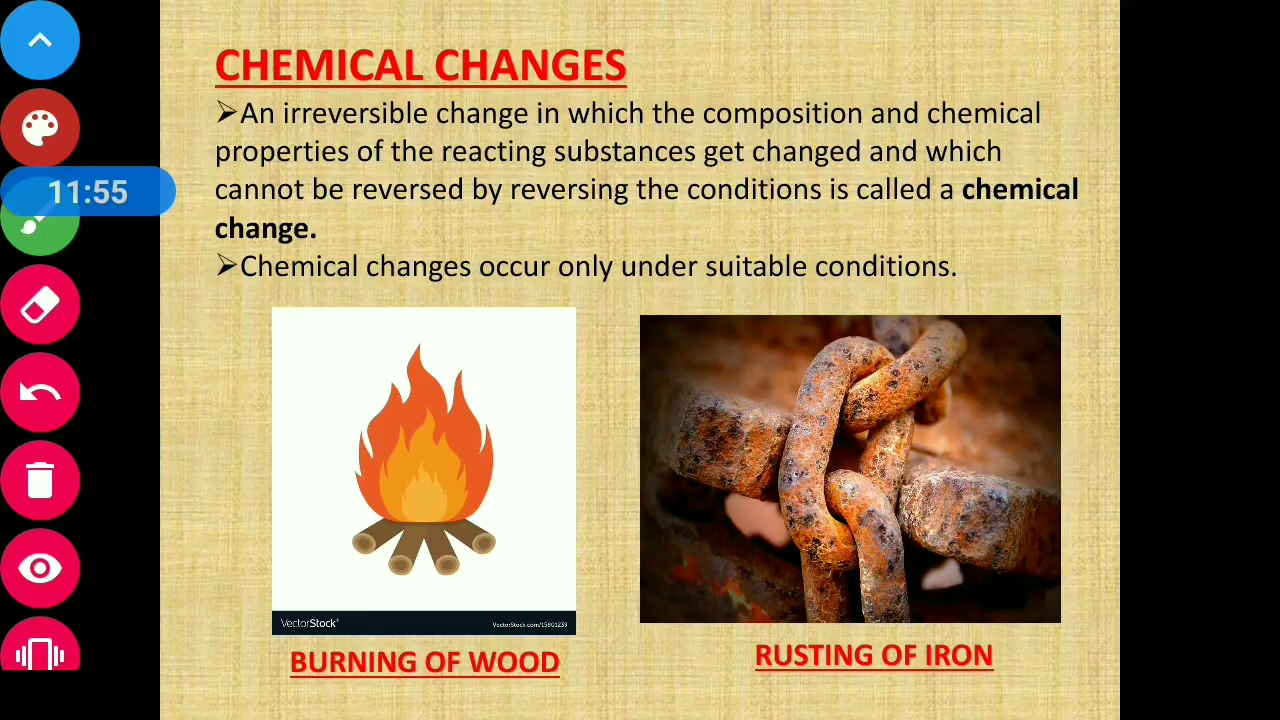 CHEMICAL CHANGES
➢An irreversible change in which the composition and chemical
properties of the reacting substances get changed and which
cannot be reversed by reversing the conditions is called a chemical
change.
➢Chemical changes occur only under suitable conditions.
11:55
VectorStock®
VectorStock.com/15801239
BURNING OF WOOD
RUSTING OF IRON